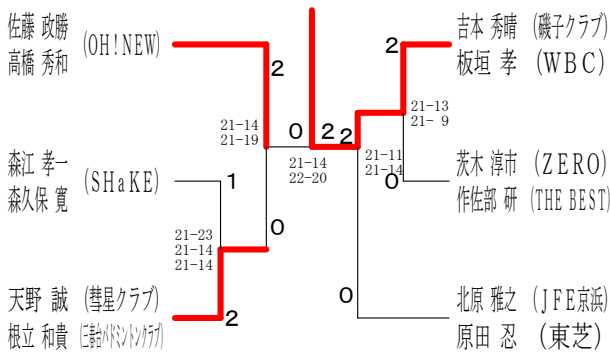 佐藤 政勝
高橋 秀和
(OH!NEW)
2
21-14
21-19
森江 孝一
森久保 寛
(SHaKE)
1
21-23
21-14
21-14
0
天野 誠 (彗星クラブ)
根立 和貴 (三春台バドミントンクラブ)
2
0
2
21-14
22-20
2
吉本 秀晴 (磯子クラブ)
板垣 孝 (WBC)
2
21-13
21- 9
21-11
21-14
茨木 淳市 (ZERO)
作佐部 研 (THE BEST)
0
北原 雅之 (JFE京浜)
原田 忍 (東芝)
0